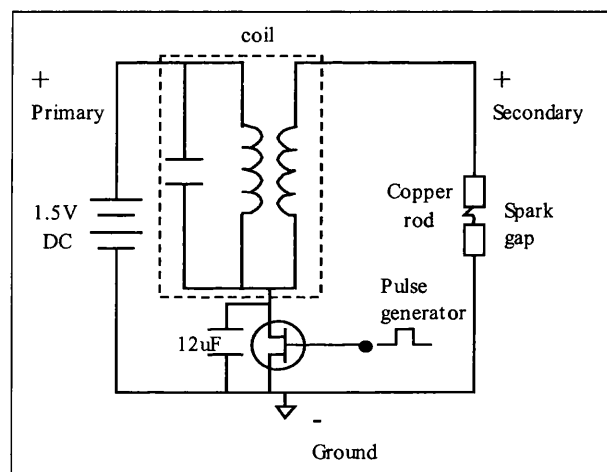 coil
+
+
Primary
Secondary
1.5V
DC
Copper
rod
Spark
gap
Pulse
generator
12uF
-
Ground